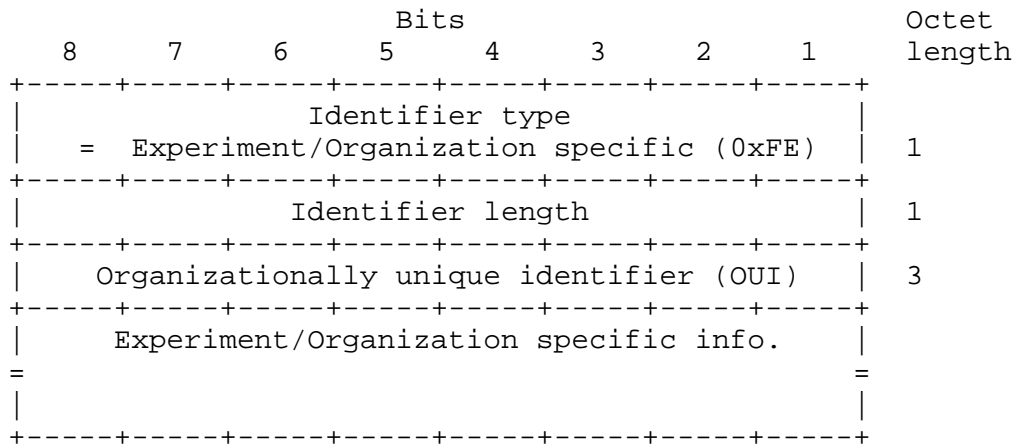 Bits Octet
8 7 6 5 4 3 2 1 length
+-----+-----+-----+-----+-----+-----+-----+-----+
| Identifier type |
| = Experiment/Organization specific (0xFE) | 1
+-----+-----+-----+-----+-----+-----+-----+-----+
| Identifier length | 1
+-----+-----+-----+-----+-----+-----+-----+-----+
| Organizationally unique identifier (OUI) | 3
+-----+-----+-----+-----+-----+-----+-----+-----+
| Experiment/Organization specific info. |
= =
| |
+-----+-----+-----+-----+-----+-----+-----+-----+